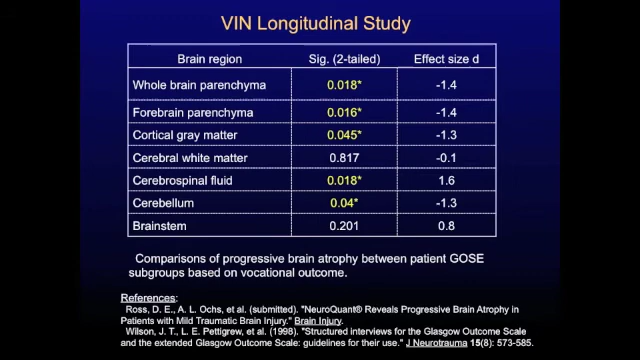 VIN Longitudinal Study
Brain region Sig. (2-tailed) Effect size d
Whole brain parenchyma 0.018* -1.4
Forebrain parenchyma 0.016* -1.4
Cortical gray matter 0.045* -1.3
Cerebral white matter 0.817 -0.1
Cerebrospinal fluid 0.018* 1.6
Cerebellum 0.04* -1.3
Brainstem 0.201 0.8
Comparisons of progressive brain atrophy between patient GOSE
subgroups based on vocational outcome.
References:
Ross, D. E., A. L. Ochs, et al. (submitted). "NeuroQuant® Reveals Progressive Brain Atrophy in
Patients with Mild Traumatic Brain Injury." Brain Injury.
Wilson, J. T., L. E. Pettigrew, et al. (1998). "Structured interviews for the Glasgow Outcome Scale
and the extended Glasgow Outcome Scale: guidelines for their use." J Neurotrauma 15(8): 573-585.